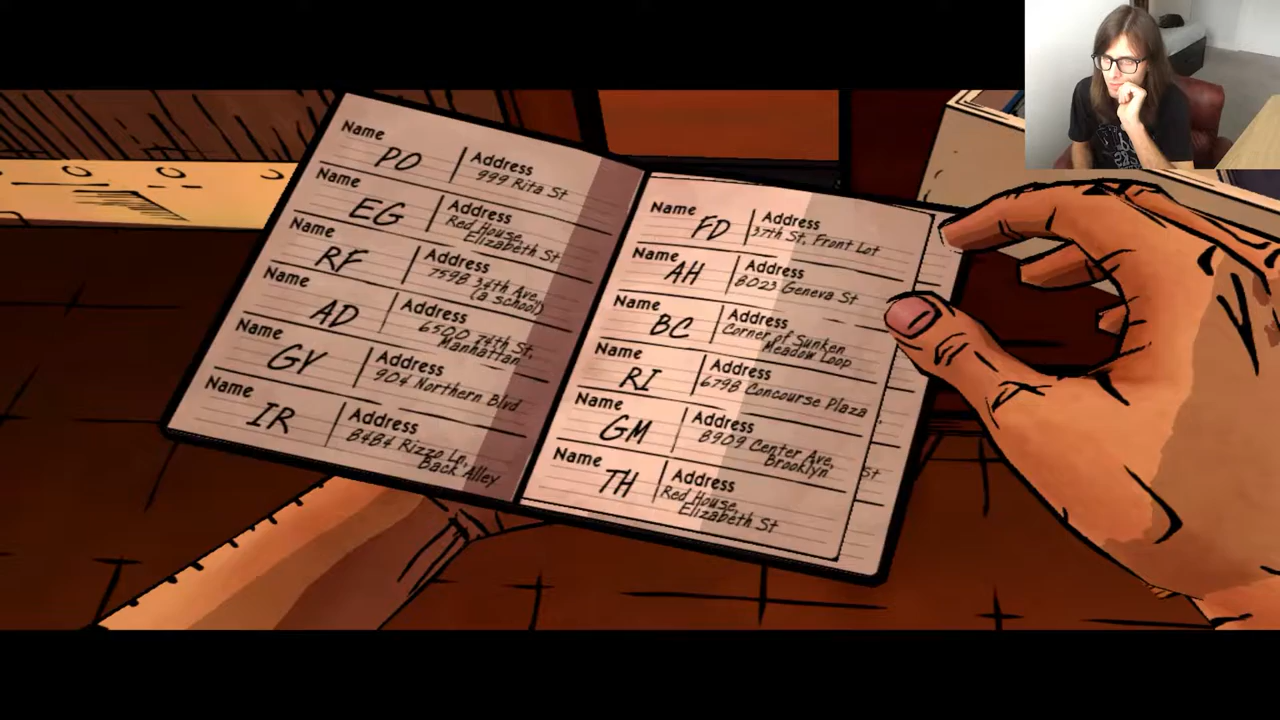 Name
PO
Address
999 Rita St
Name
EG
Address
Red House,
Elizabeth St
Name
RF
Address
7598 34th Ave,
(a school)
Name
AD
Address
6500 74th St,
Manhattan
Name
GY
Address
904 Northern Blvd
Name
IR
Address
8484 Rizzo Ln,
Back Alley
Name
FD
Address
37th St, Front Lot
Name
AH
Address
8023 Geneva St
Name
BC
Address
Corner of Sunken
Meadow Loop
Name
RI
Address
6798 Concourse Plaza
Name
GM
Address
8909 Center Ave,
Brooklyn
Name
TH
Address
Red House,
Elizabeth St
St